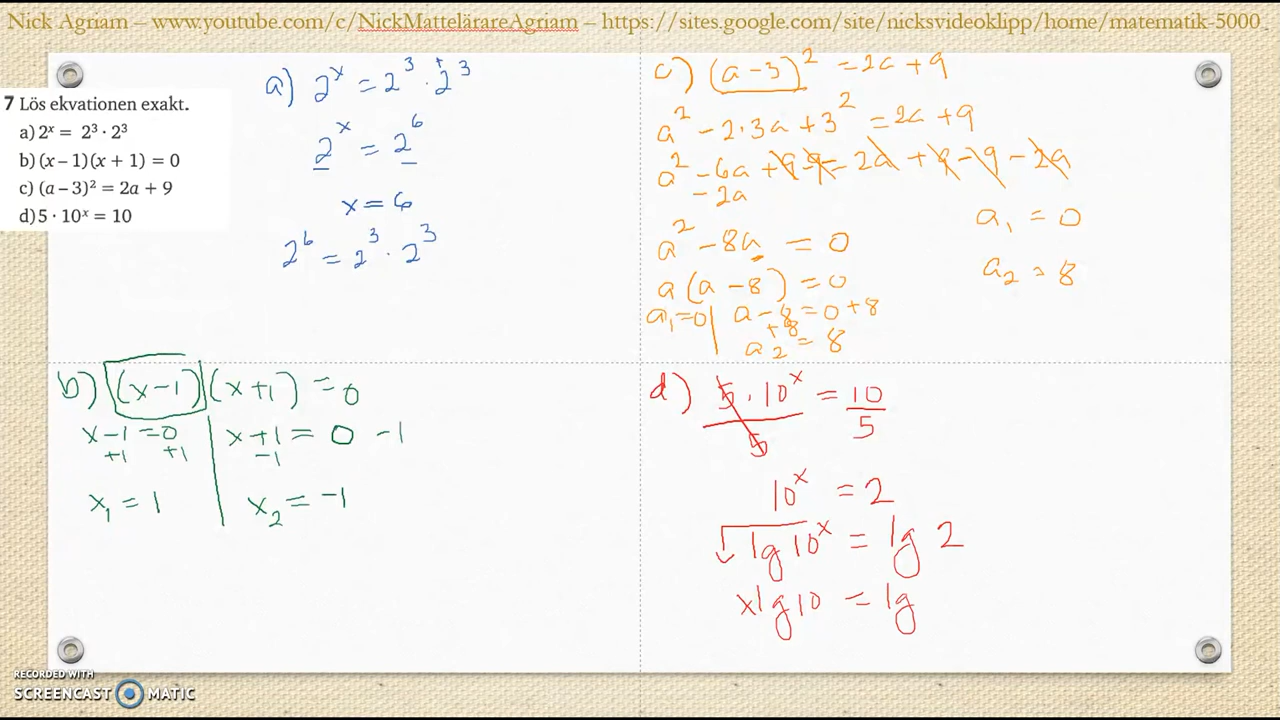 Nick Agriam – www.youtube.com/c/NickMattelärareAgriam – https://sites.google.com/site/nicksvideoklipp/home/matematik-5000
7 Lös ekvationen exakt.
a) 2ˣ = 2³ · 2³
b) (x – 1)(x + 1) = 0
c) (a – 3)² = 2a + 9
d) 5 · 10ˣ = 10
a) 2ˣ = 2³ · 2³
+
2ˣ = 2⁶
x = 6
2⁶ = 2³ · 2³
c) (a – 3)² = 2a + 9
a² – 2·3a + 3² = 2a + 9
a² – 6a + 9 – 9 = 2a + 9 – 9 – 2a
– 2a
a² – 8a = 0
a(a – 8) = 0
a₁ = 0 | a – 8 = 0 + 8
+8
a₂ = 8
a₁ = 0
a₂ = 8
b) (x – 1)(x + 1) = 0
x – 1 = 0 | x + 1 = 0 – 1
+1 +1 | –1
x₁ = 1 | x₂ = –1
d) 5 · 10ˣ = 10
5 5
10ˣ = 2
lg 10ˣ = lg 2
x lg 10 = lg
RECORDED WITH
SCREENCAST MATIC